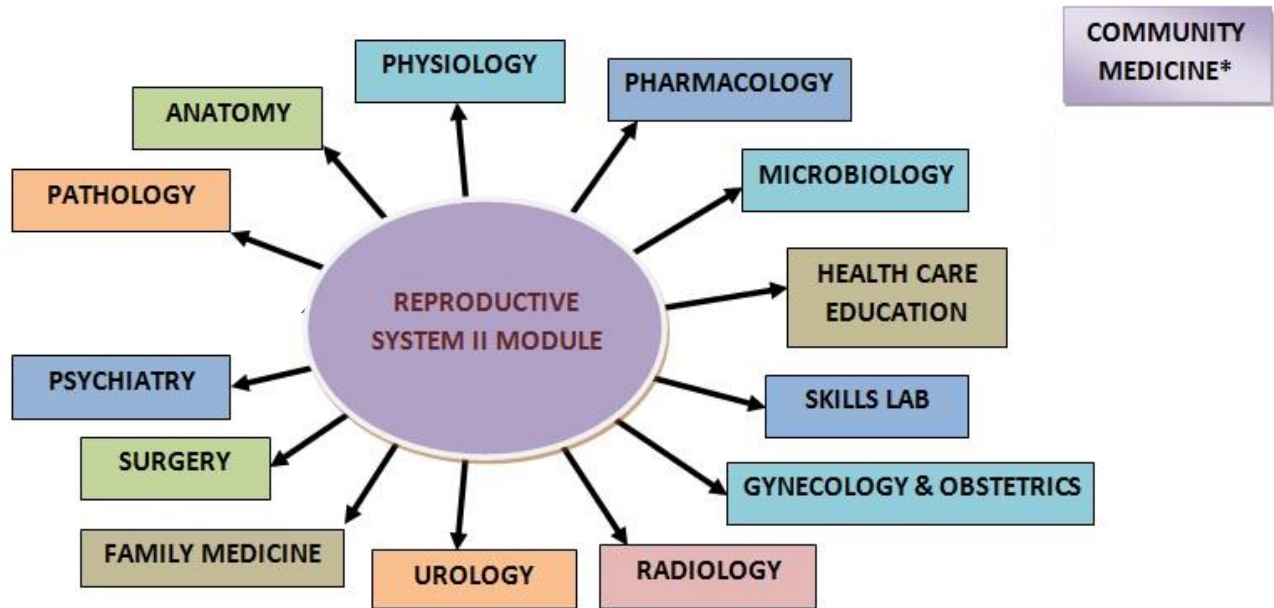 COMMUNITY
MEDICINE*
PHYSIOLOGY
PHARMACOLOGY
ANATOMY
MICROBIOLOGY
PATHOLOGY
HEALTH CARE
EDUCATION
REPRODUCTIVE
SYSTEM II MODULE
PSYCHIATRY
SKILLS LAB
SURGERY
GYNECOLOGY & OBSTETRICS
FAMILY MEDICINE
UROLOGY
RADIOLOGY